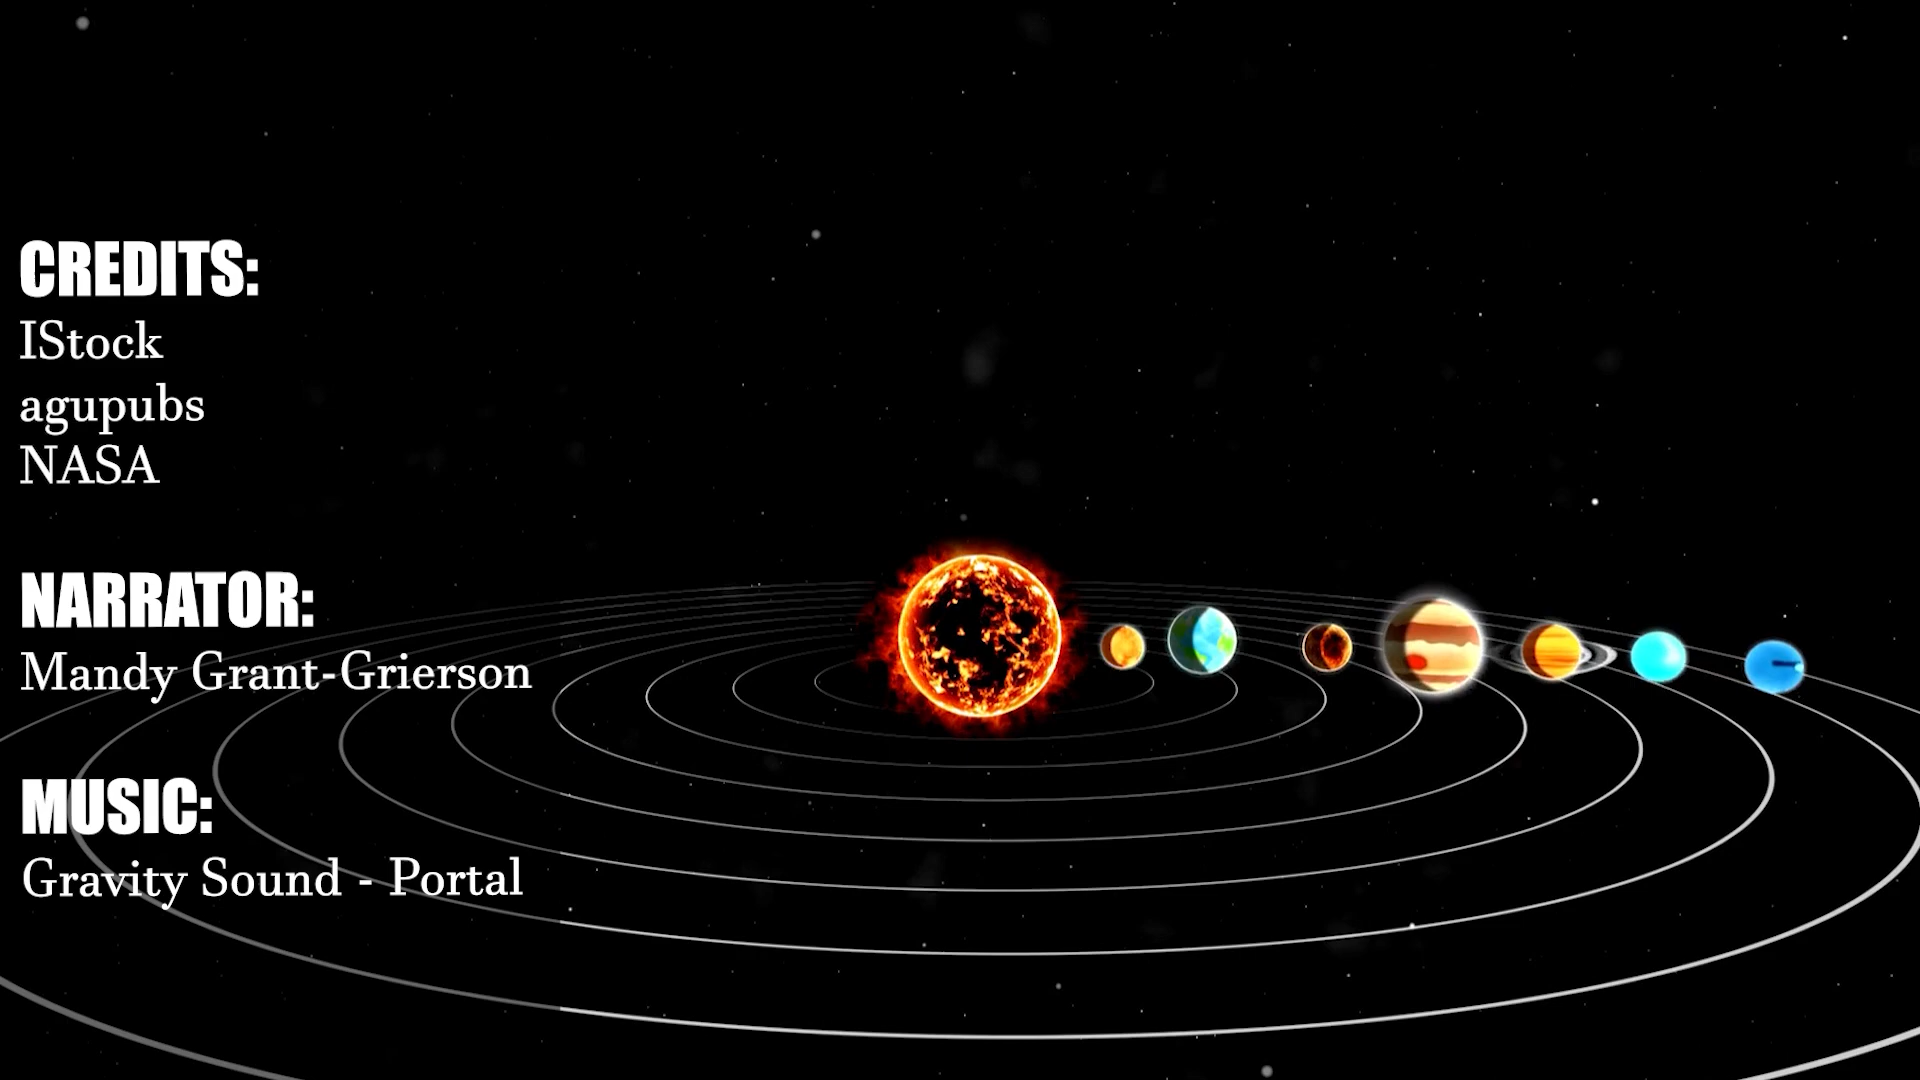 CREDITS:
IStock
agupubs
NASA
NARRATOR:
Mandy Grant-Grierson
MUSIC:
Gravity Sound - Portal